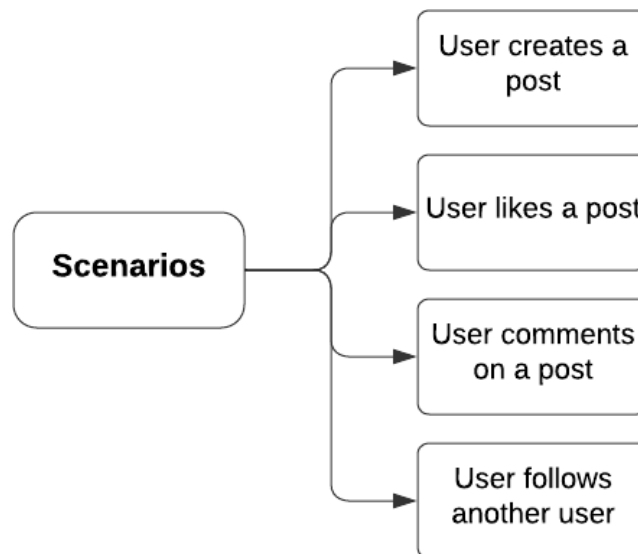 User creates a
post
User likes a post
Scenarios
User comments
on a post
User follows
another user